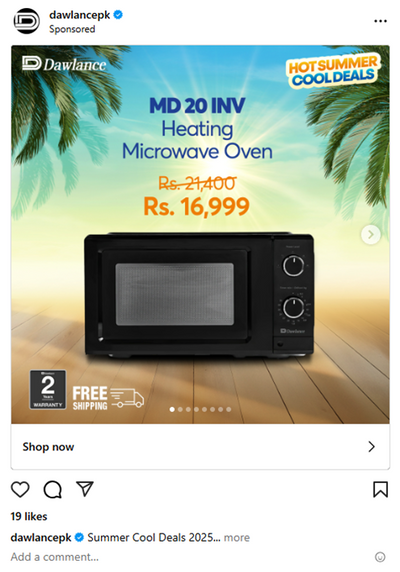 dawlancepk
Sponsored
Dawlance
HOT SUMMER
COOL DEALS
MD 20 INV
Heating
Microwave Oven
Rs. 21,400
Rs. 16,999
Dawlance
2
Years
WARRANTY
FREE
SHIPPING
Shop now
19 likes
dawlancepk Summer Cool Deals 2025... more
Add a comment...